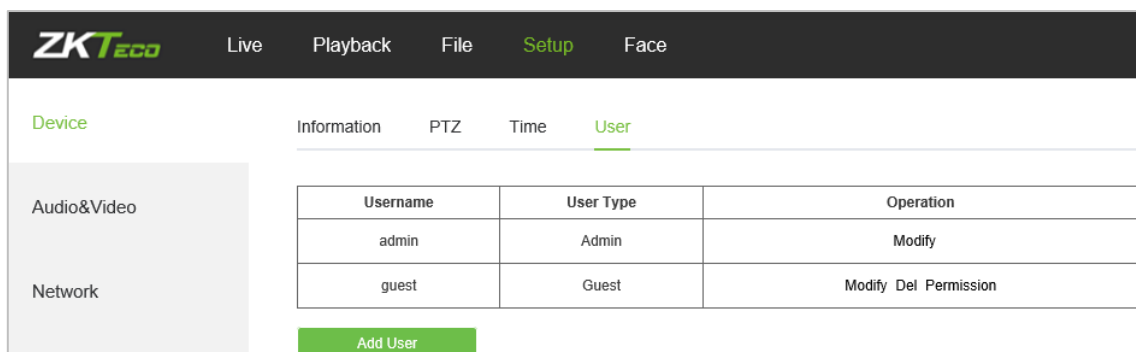 ZKTECO Live Playback File Setup Face
Device
Information PTZ Time User
Audio&Video
Username User Type Operation
admin Admin Modify
Network
guest Guest Modify Del Permission
Add User